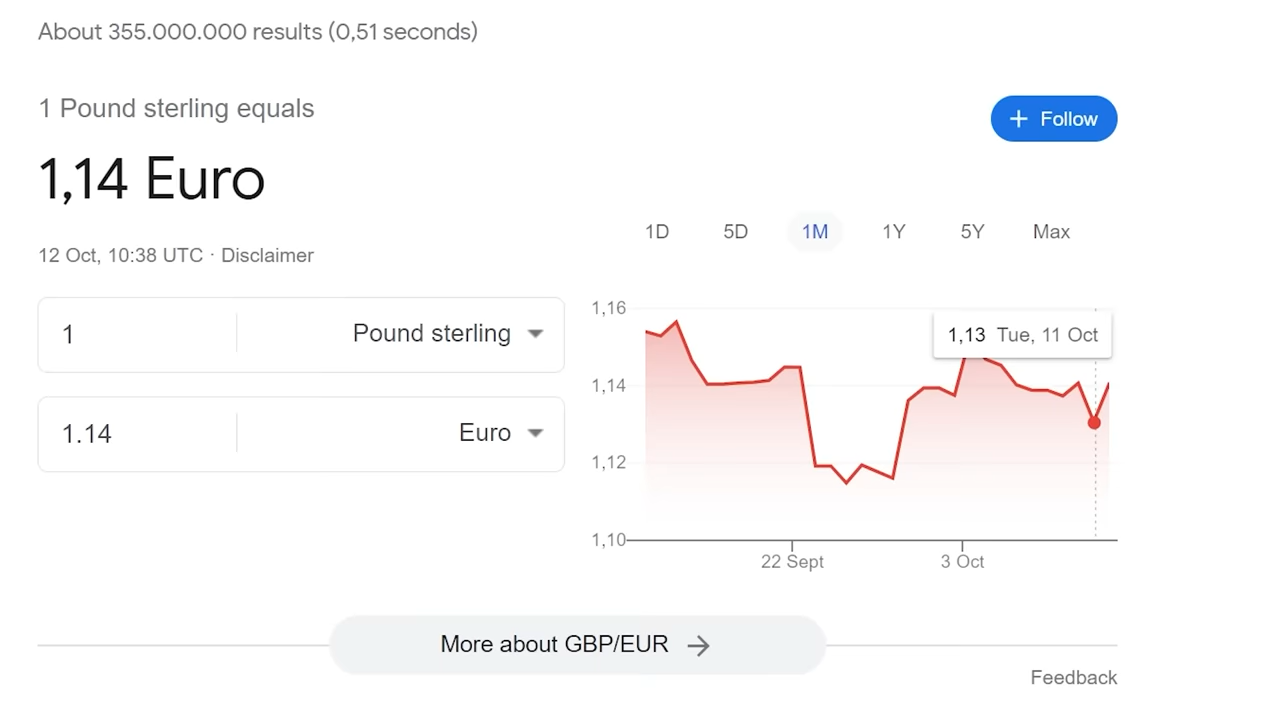 About 355.000.000 results (0,51 seconds)
1 Pound sterling equals
Follow
1,14 Euro
12 Oct, 10:38 UTC · Disclaimer
1D 5D 1M 1Y 5Y Max
1 Pound sterling
1.14 Euro
1,16
1,13 Tue, 11 Oct
1,14
1,12
1,10
22 Sept 3 Oct
More about GBP/EUR
Feedback